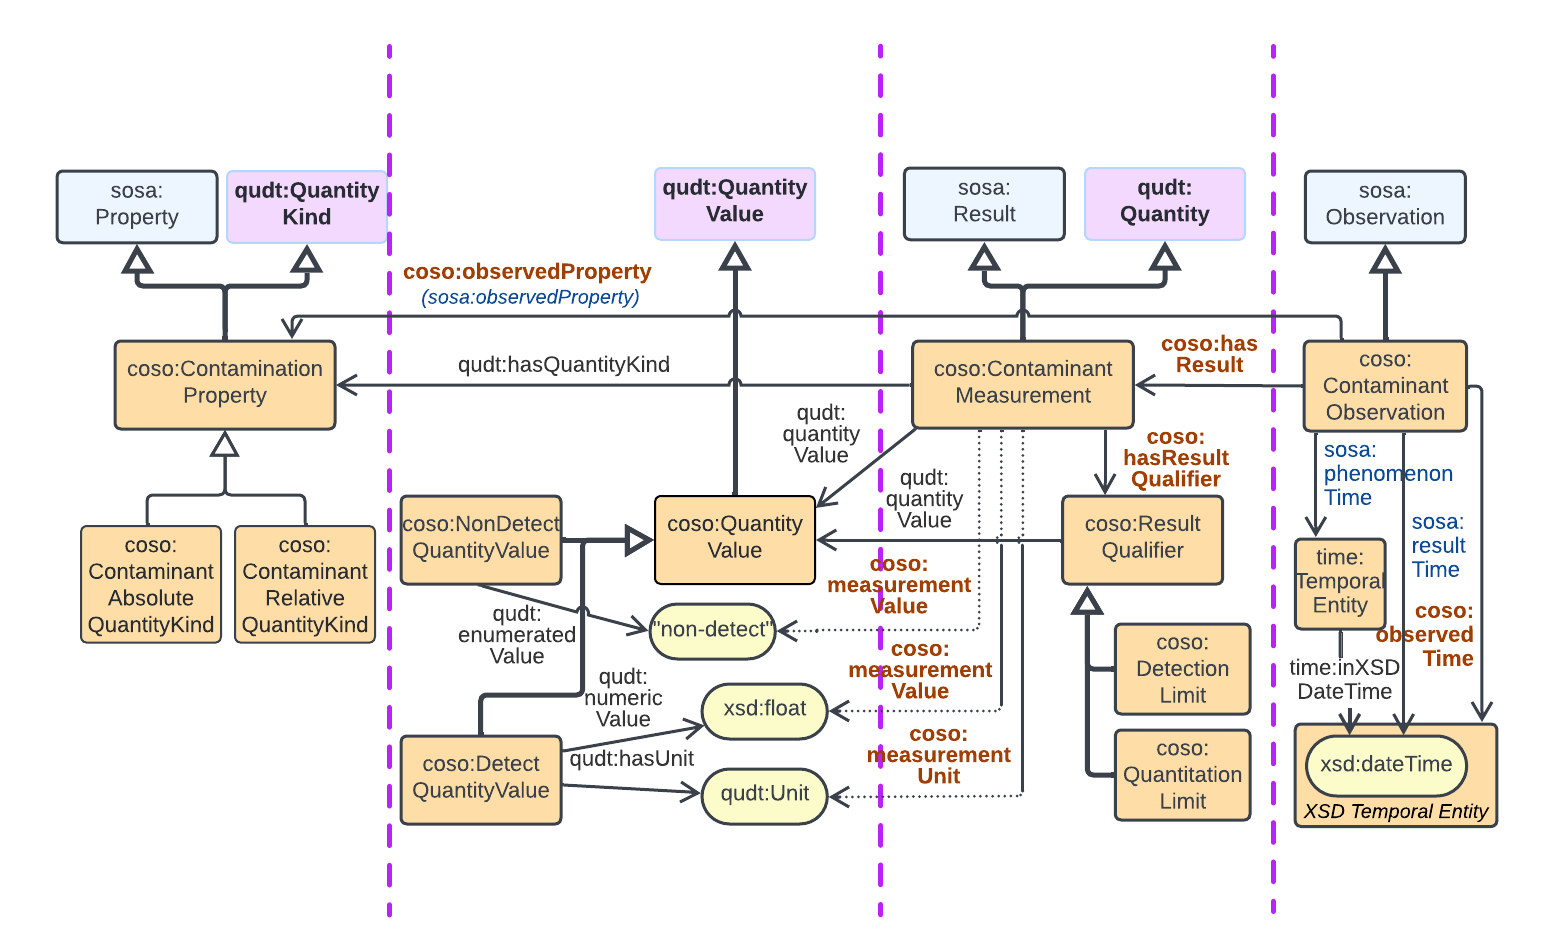 sosa:
Property
qudt:Quantity
Kind
qudt:Quantity
Value
sosa:
Result
qudt:
Quantity
sosa:
Observation
coso:observedProperty
(sosa:observedProperty)
coso:Contamination
Property
qudt:hasQuantityKind
coso:Contaminant
Measurement
coso:has
Result
coso:
Contaminant
Observation
qudt:
quantity
Value
qudt:
quantity
Value
coso:
hasResult
Qualifier
sosa:
phenomenon
Time
sosa:
result
Time
coso:
observed
Time
coso:
Contaminant
Absolute
QuantityKind
coso:
Contaminant
Relative
QuantityKind
coso:NonDetect
QuantityValue
coso:Quantity
Value
coso:Result
Qualifier
time:
Temporal
Entity
qudt:
enumerated
Value
"non-detect"
coso:
measurement
Value
qudt:
numeric
Value
xsd:float
coso:
measurement
Value
coso:
Detection
Limit
time:inXSD
DateTime
coso:Detect
QuantityValue
qudt:hasUnit
qudt:Unit
coso:
measurement
Unit
coso:
Quantitation
Limit
xsd:dateTime
XSD Temporal Entity